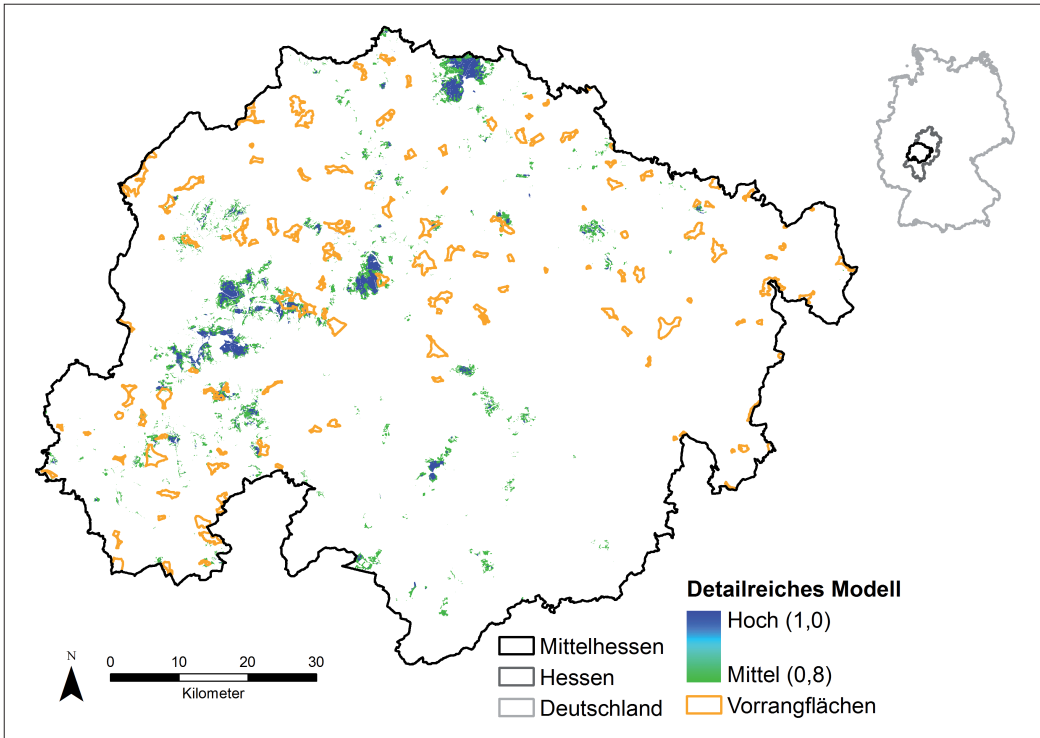 N
0 10 20 30
Kilometer
Mittelhessen
Hessen
Deutschland
Detailreiches Modell
Hoch (1,0)
Mittel (0,8)
Vorrangflächen